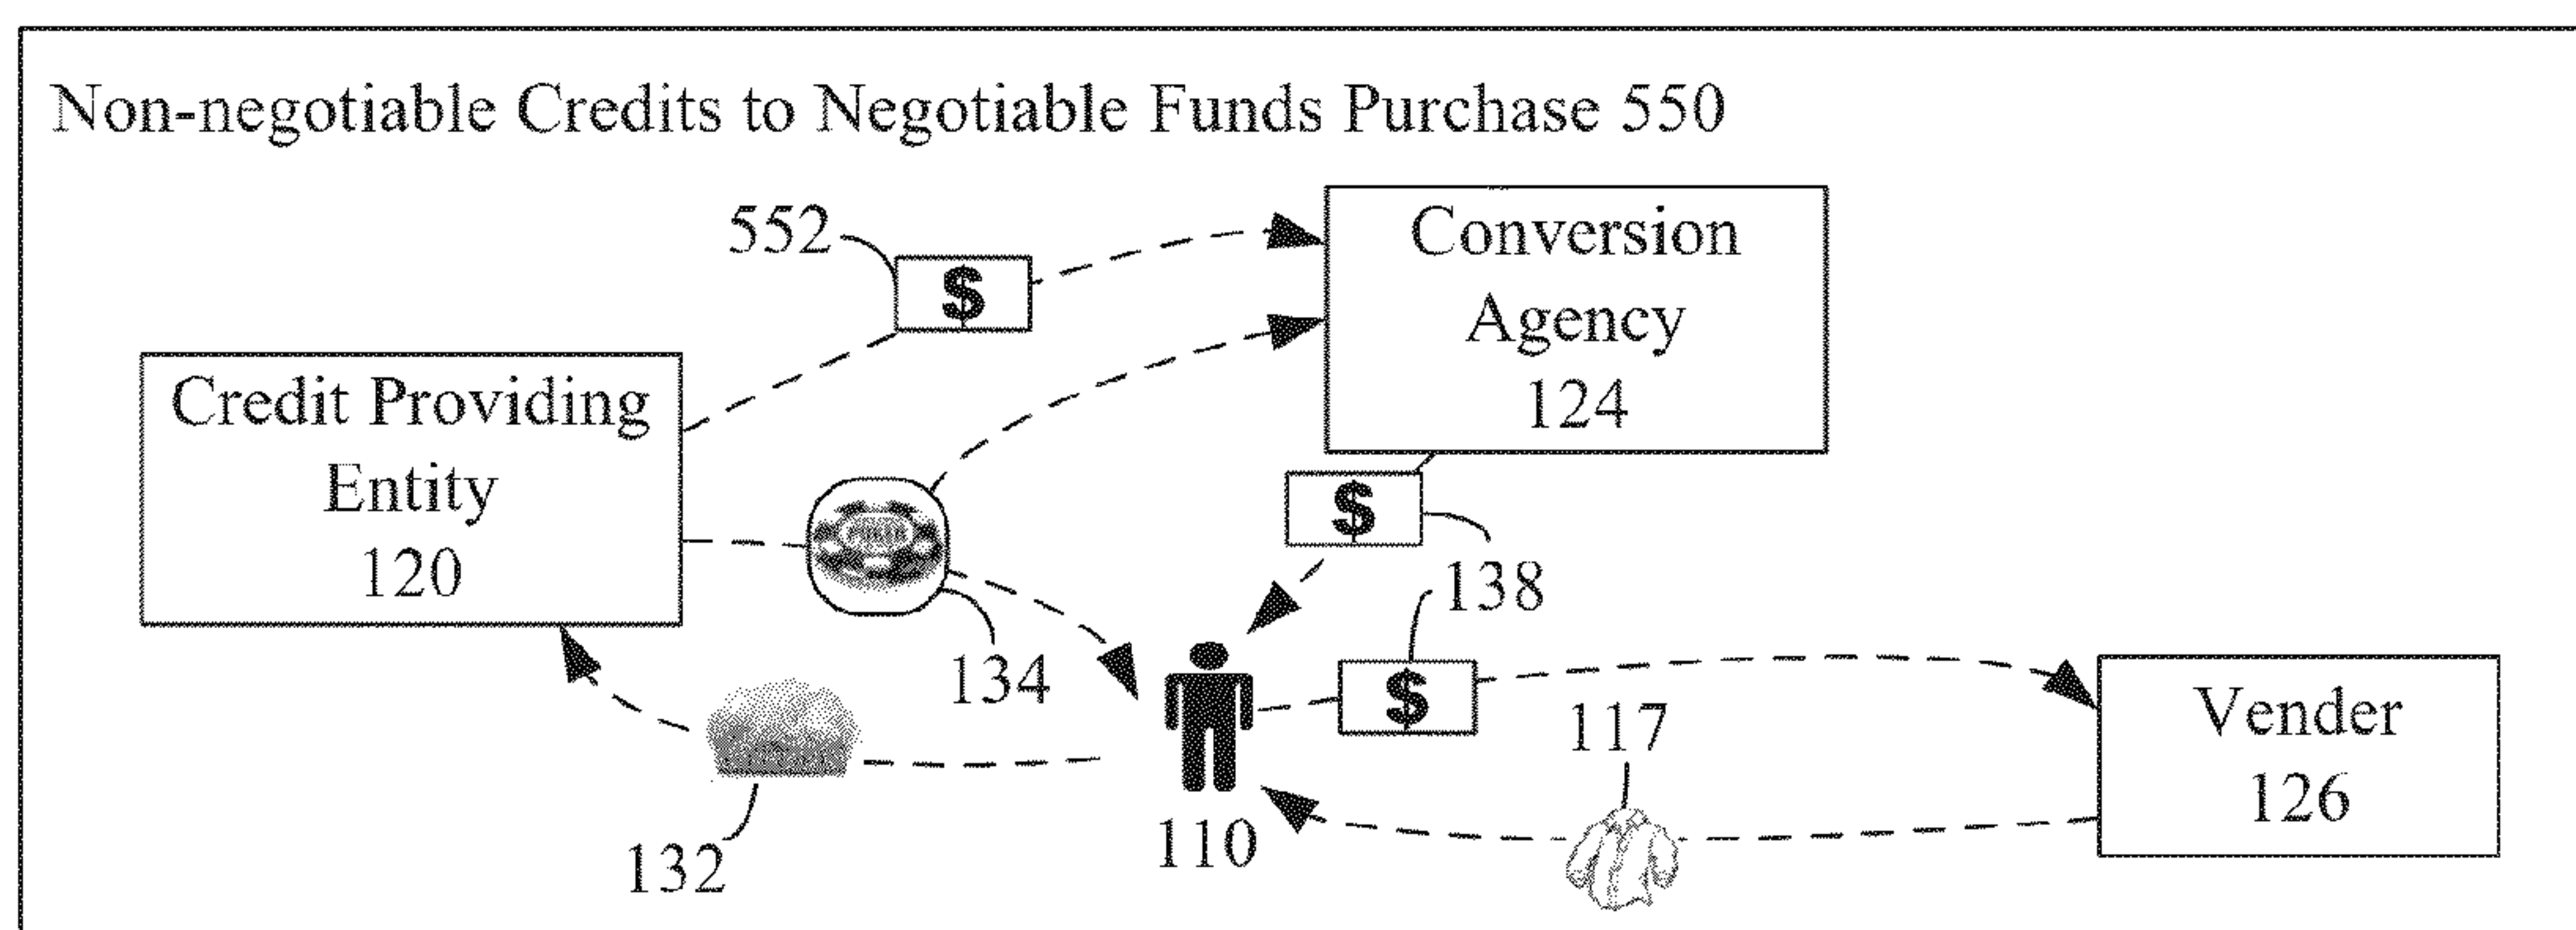 Non-negotiable Credits to Negotiable Funds Purchase 550
552
$
Conversion
Agency
124
Credit Providing
Entity
120
$
138
134
$
117
Vender
126
132
110